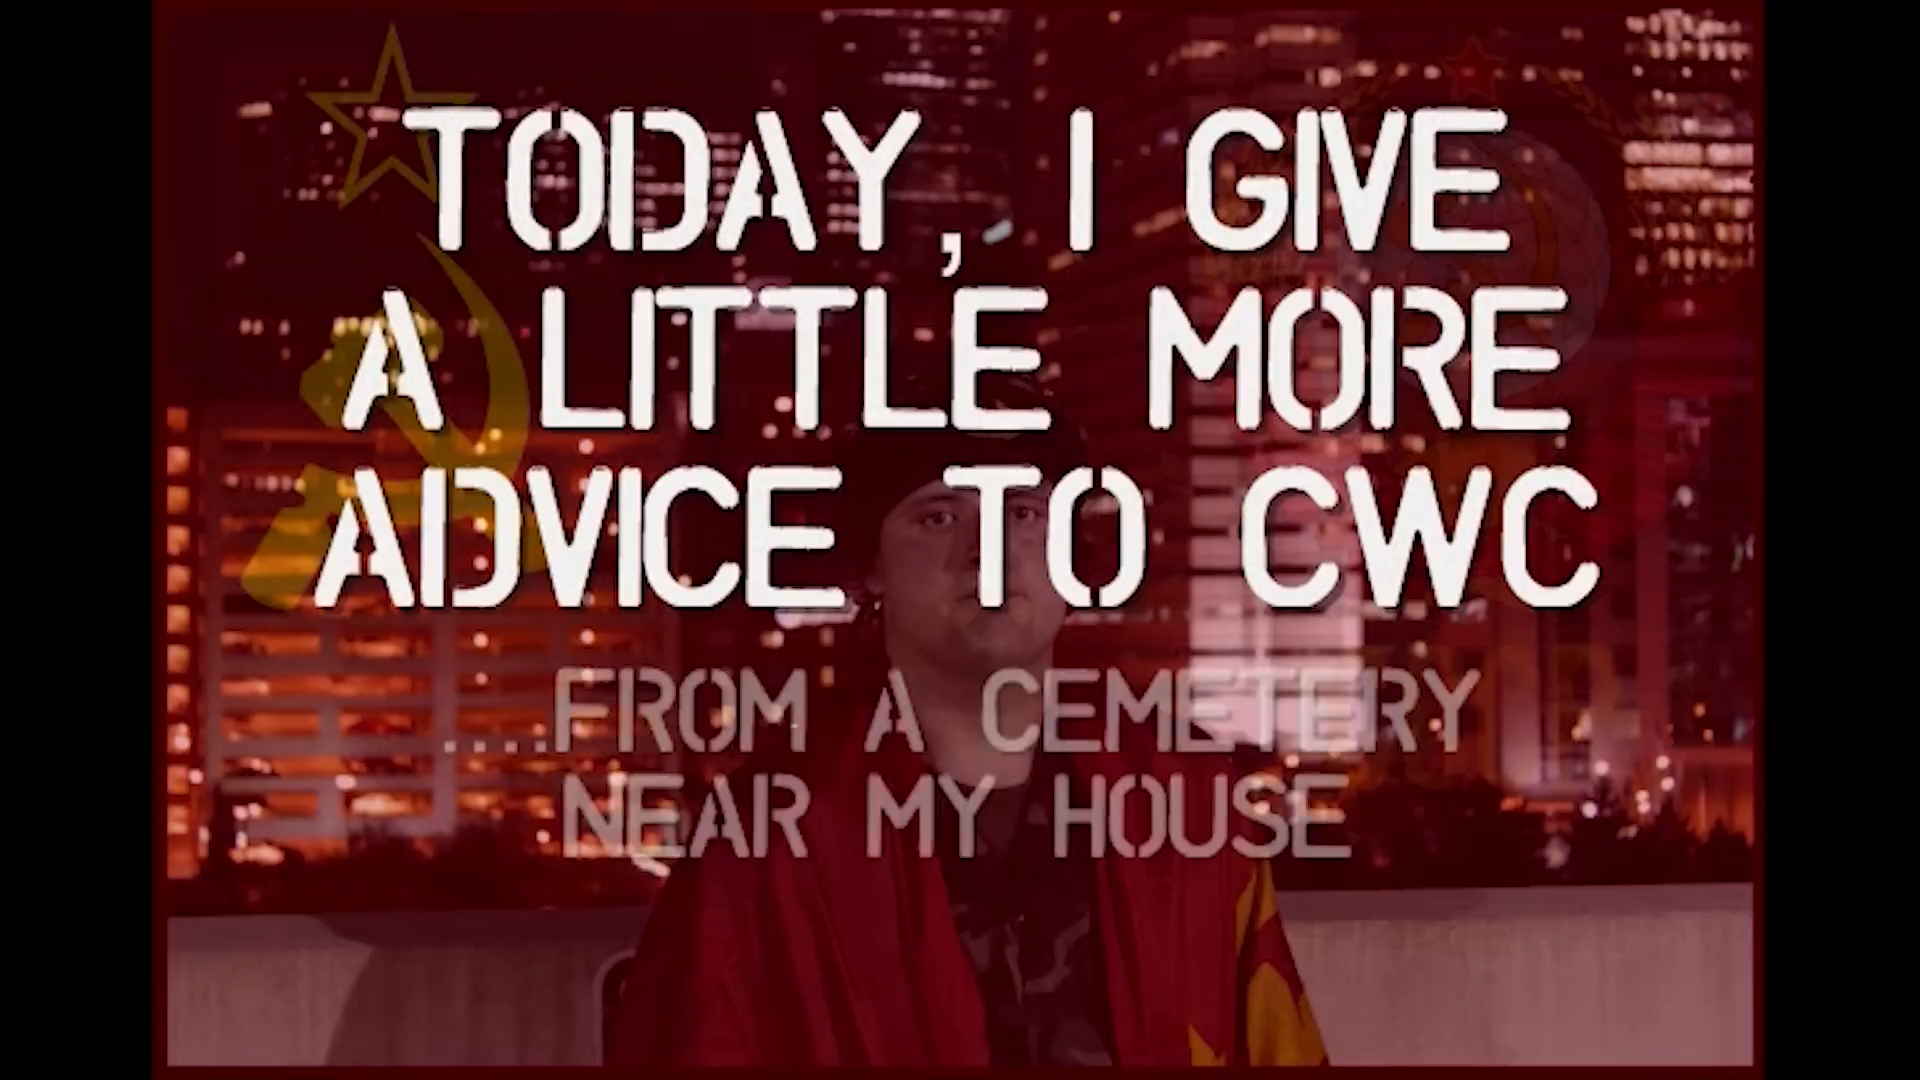 TODAY, I GIVE
A LITTLE MORE
ADVICE TO CWC
....FROM A CEMETERY
NEAR MY HOUSE